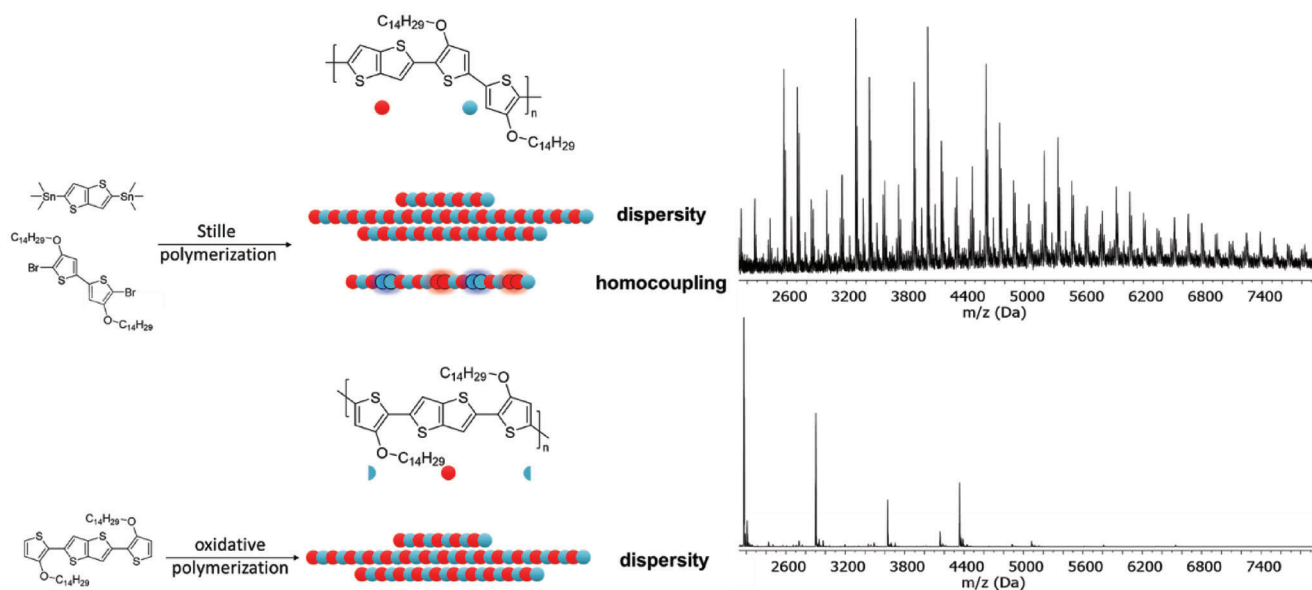 C14H29-O
S
S
S
S
n
O-C14H29
Sn
S
S
Sn
C14H29-O
Br
S
S
Br
O-C14H29
Stille
polymerization
dispersity
homocoupling
2600 3200 3800 4400 5000 5600 6200 6800 7400
m/z (Da)
C14H29-O
S
S
S
S
O-C14H29
n
C14H29-O
S
S
S
S
O-C14H29
oxidative
polymerization
dispersity
2600 3200 3800 4400 5000 5600 6200 6800 7400
m/z (Da)